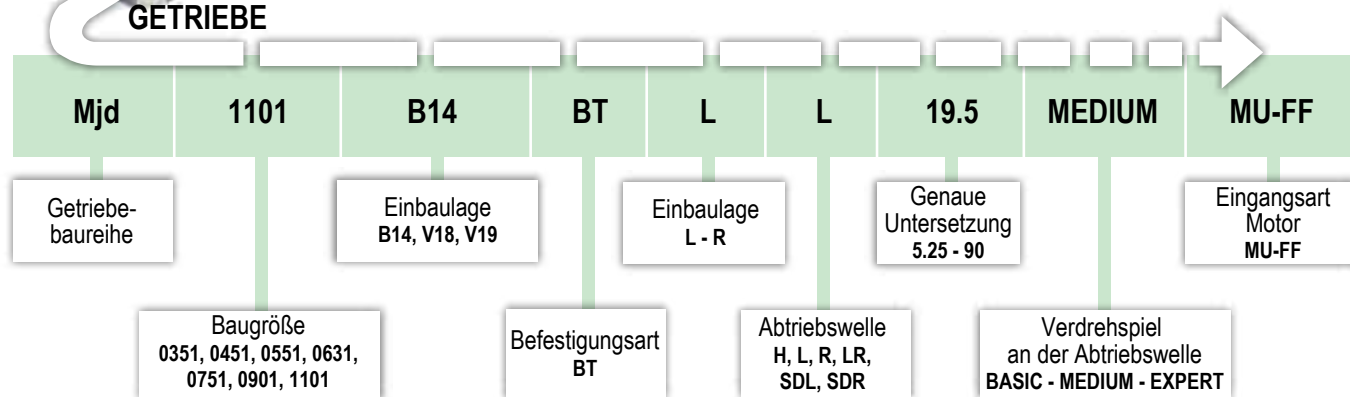 GETRIEBE
Mjd 1101 B14 BT L L 19.5 MEDIUM MU-FF
Getriebe-
baureihe
Einbaulage
B14, V18, V19
Einbaulage
L - R
Genaue
Untersetzung
5.25 - 90
Eingangsart
Motor
MU-FF
Baugröße
0351, 0451, 0551, 0631,
0751, 0901, 1101
Befestigungsart
BT
Abtriebswelle
H, L, R, LR,
SDL, SDR
Verdrehspiel
an der Abtriebswelle
BASIC - MEDIUM - EXPERT